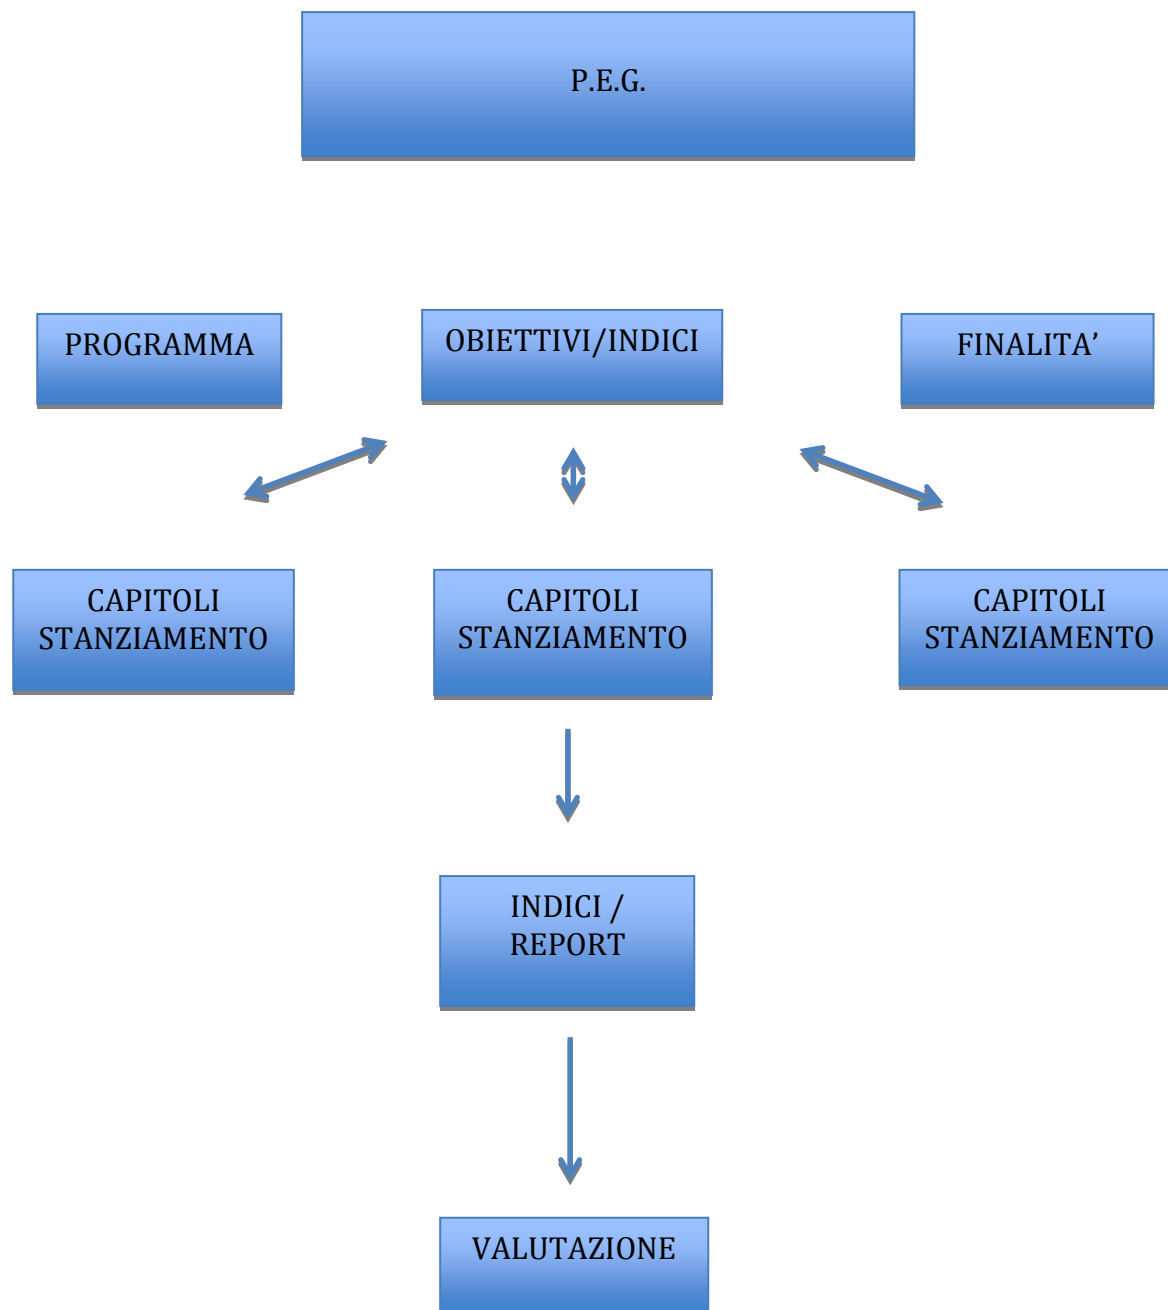 P.E.G.
PROGRAMMA
OBIETTIVI/INDICI
FINALITA’
CAPITOLI
STANZIAMENTO
CAPITOLI
STANZIAMENTO
CAPITOLI
STANZIAMENTO
INDICI /
REPORT
VALUTAZIONE